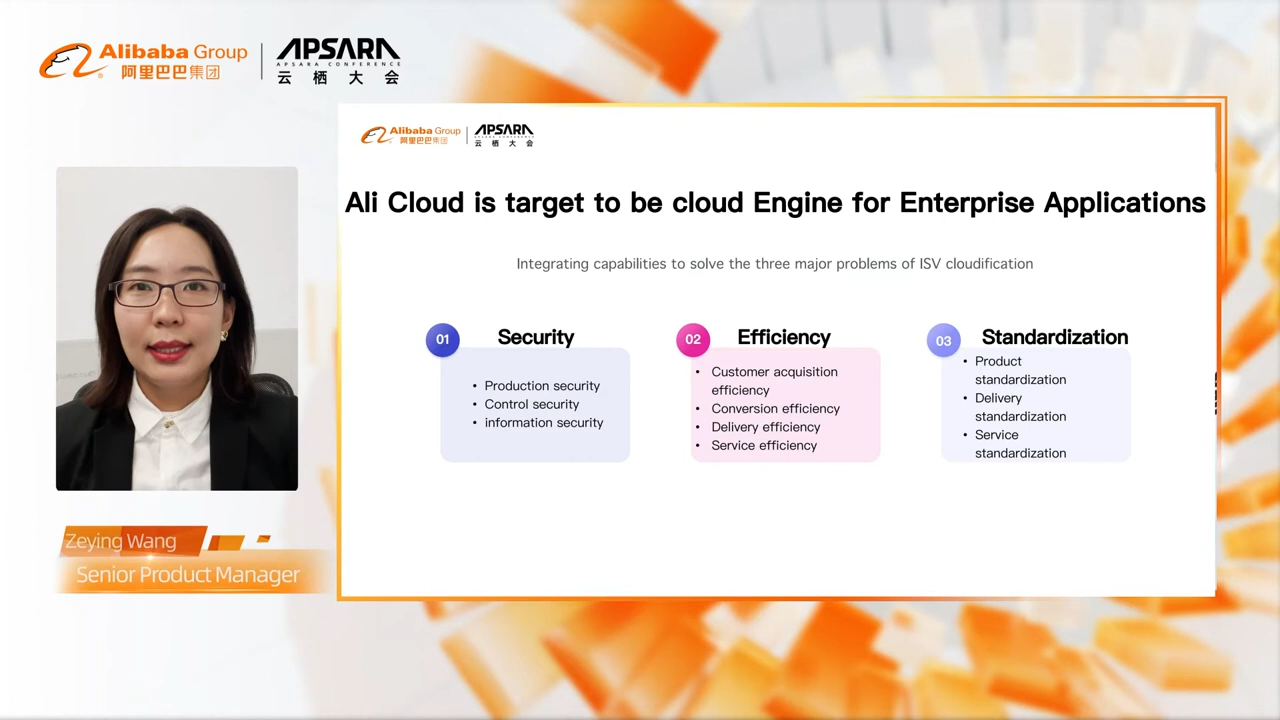 Alibaba Group
阿里巴巴集团
APSARA
APSARA CONFERENCE
云栖大会
Alibaba Group
阿里巴巴集团
APSARA
云栖大会
Ali Cloud is target to be cloud Engine for Enterprise Applications
Integrating capabilities to solve the three major problems of ISV cloudification
01 Security
• Production security
• Control security
• information security
02 Efficiency
• Customer acquisition
efficiency
• Conversion efficiency
• Delivery efficiency
• Service efficiency
03 Standardization
• Product
standardization
• Delivery
standardization
• Service
standardization
Zeying Wang
Senior Product Manager